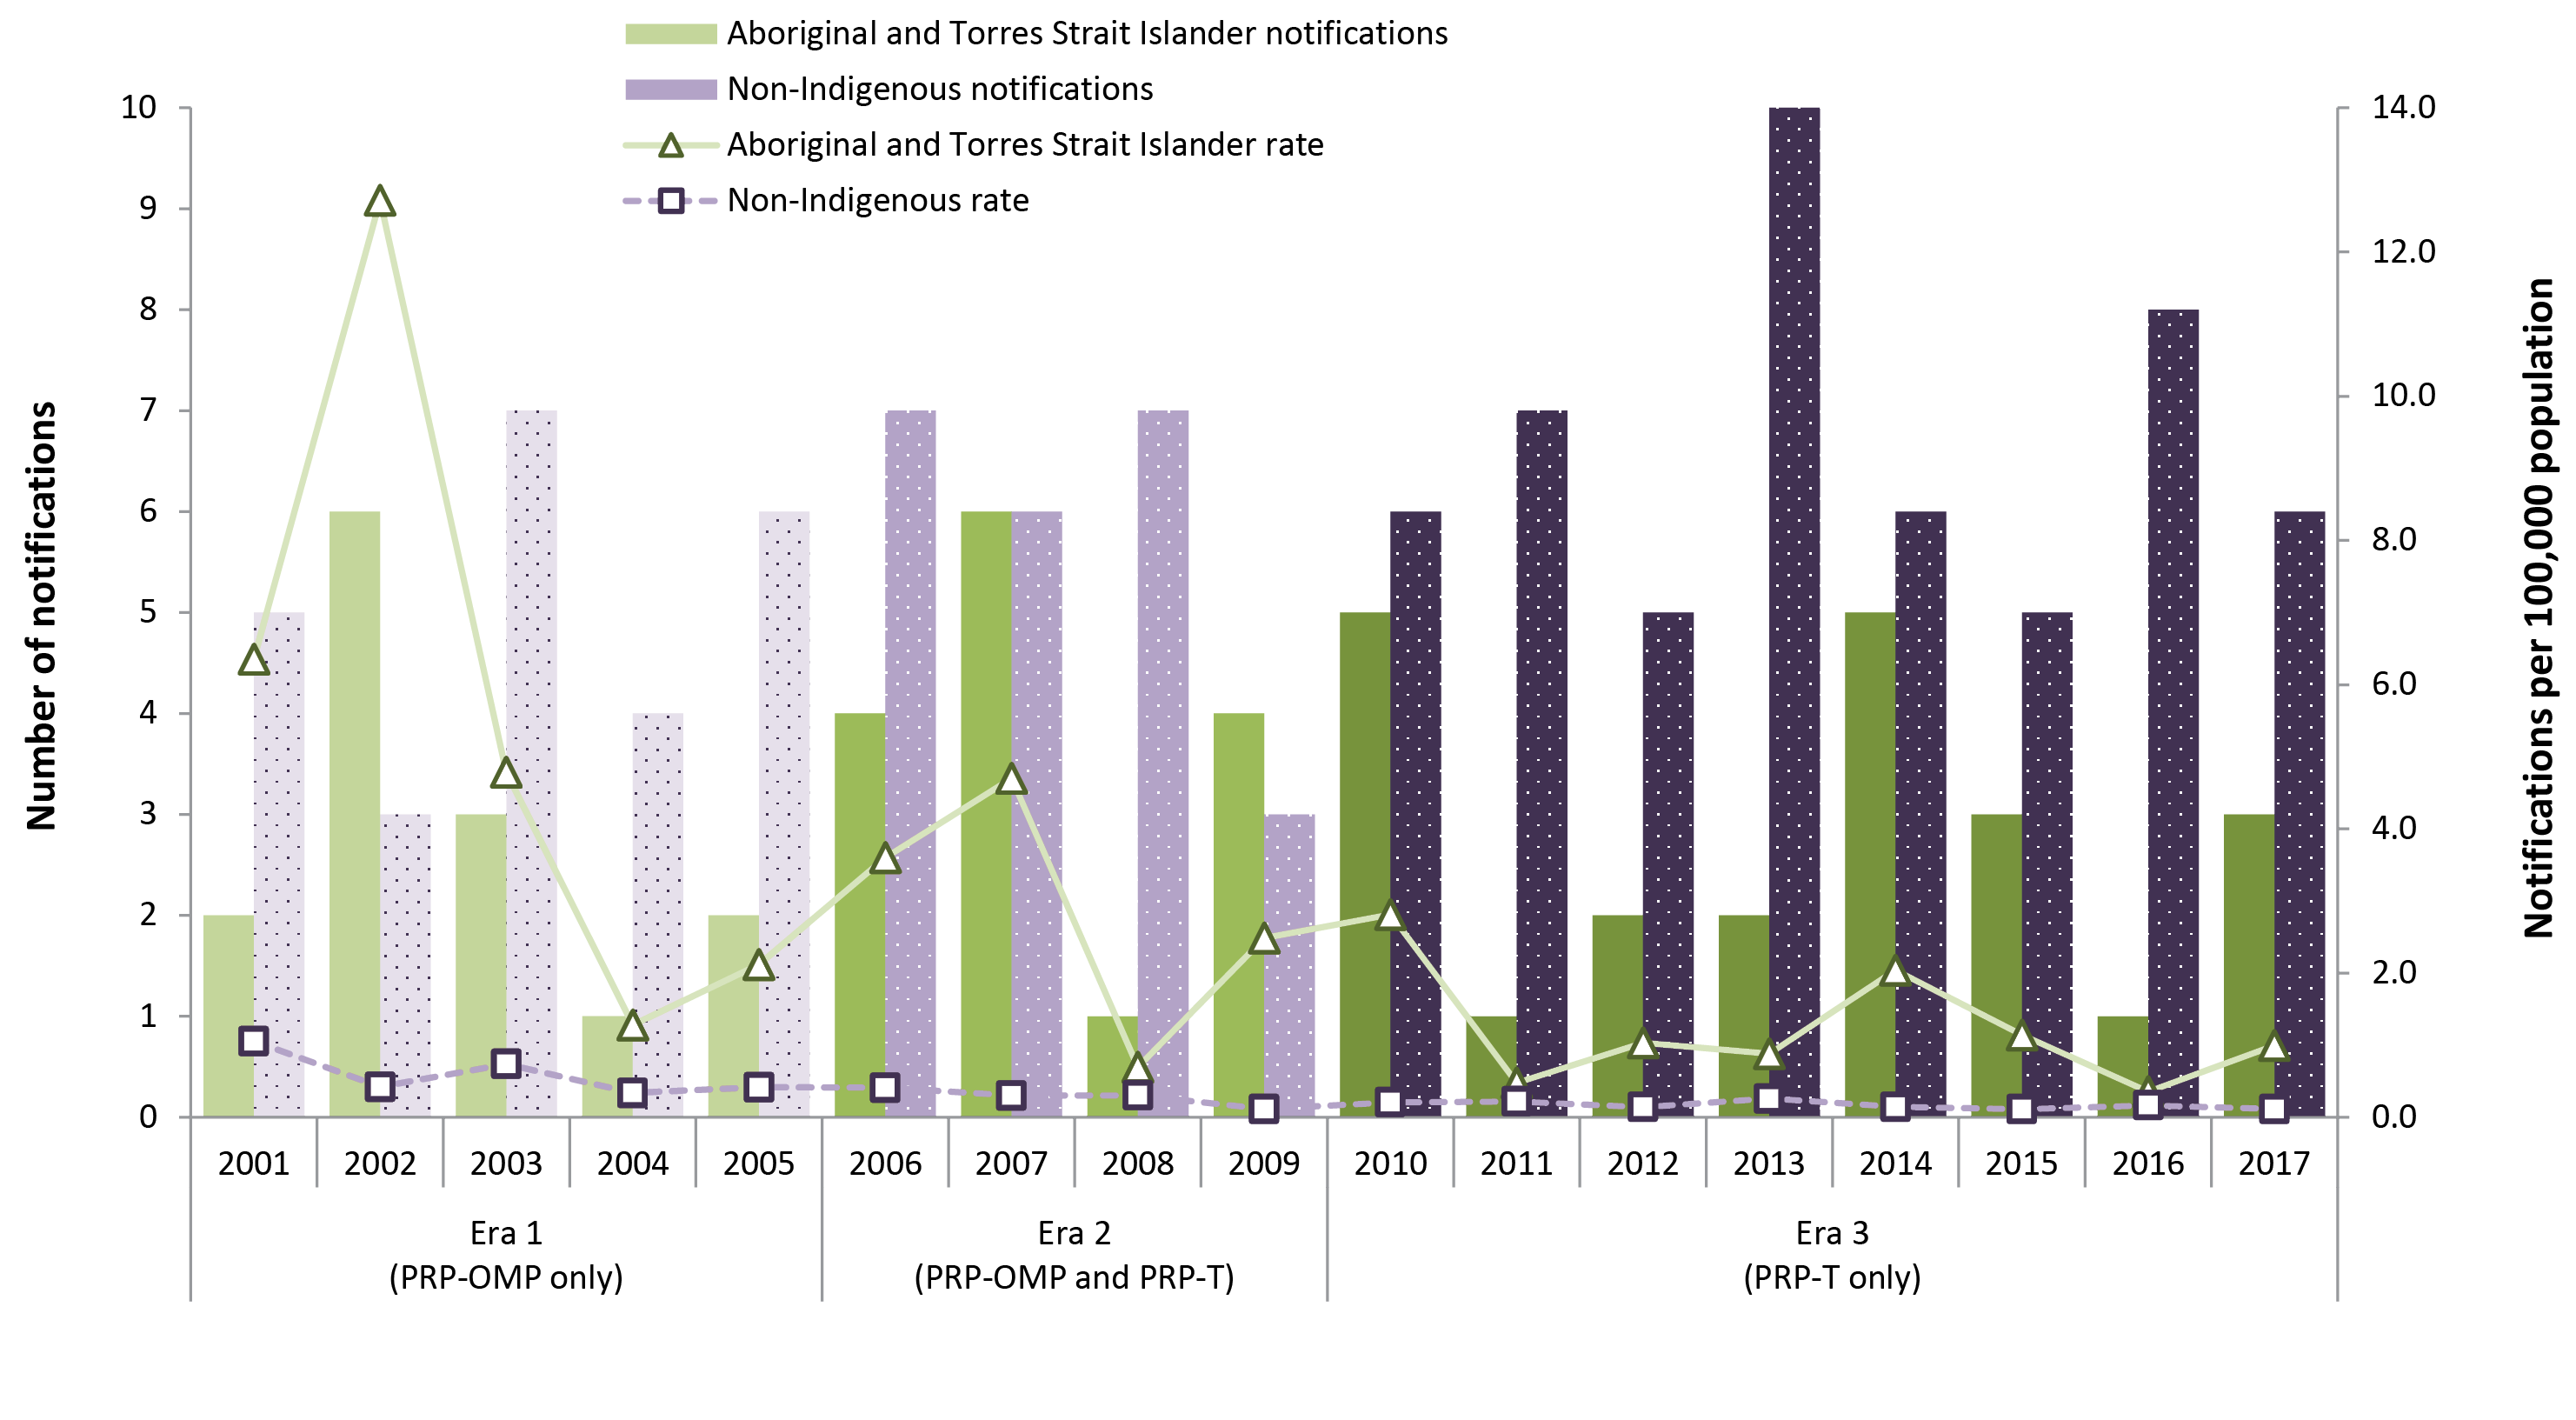 Aboriginal and Torres Strait Islander notifications
Non-Indigenous notifications
Aboriginal and Torres Strait Islander rate
Non-Indigenous rate
Number of notifications
10
9
8
7
6
5
4
3
2
1
0
14.0
12.0
10.0
8.0
6.0
4.0
2.0
0.0
Notifications per 100,000 population
2001 2002 2003 2004 2005 2006 2007 2008 2009 2010 2011 2012 2013 2014 2015 2016 2017
Era 1
(PRP-OMP only)
Era 2
(PRP-OMP and PRP-T)
Era 3
(PRP-T only)